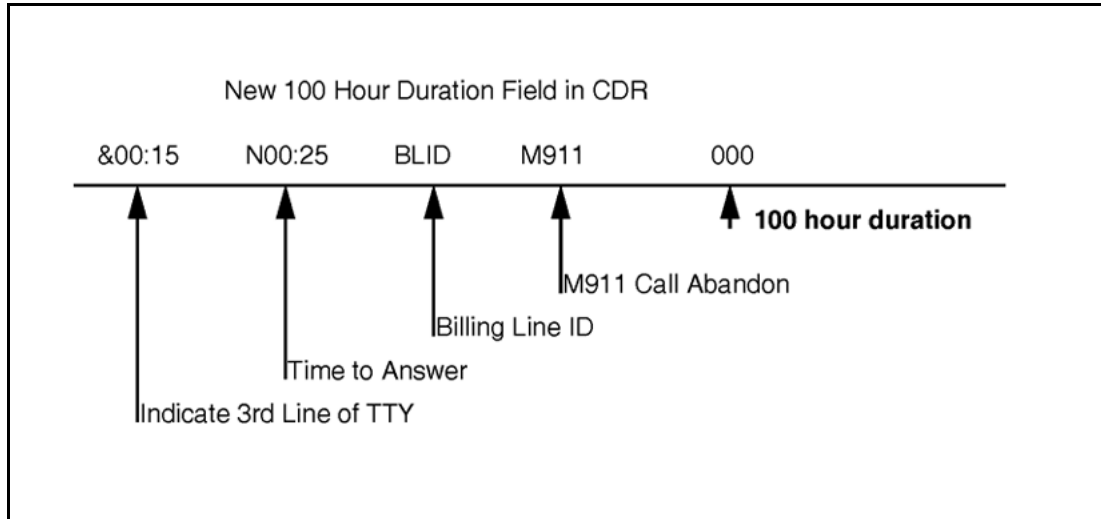 New 100 Hour Duration Field in CDR
&00:15 N00:25 BLID M911 000
100 hour duration
M911 Call Abandon
Billing Line ID
Time to Answer
Indicate 3rd Line of TTY